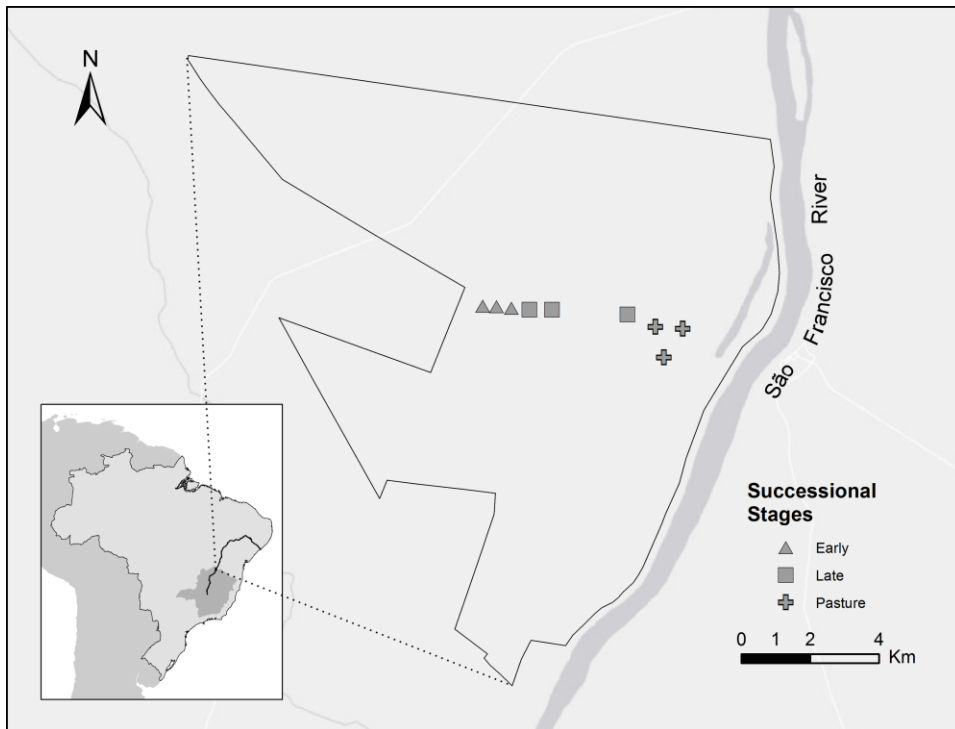 N
São Francisco River
Successional
Stages
Early
Late
Pasture
0 1 2 4
Km